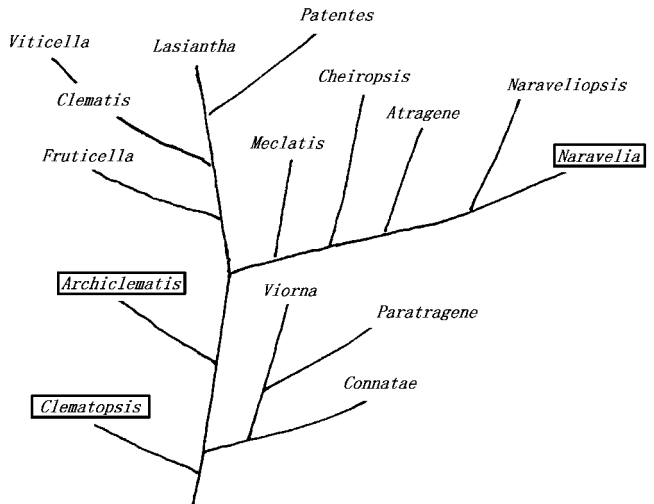 Patentes
Viticella
Lasiantha
Cheiropsis
Naraveliopsis
Clematis
Atragene
Meclatis
Fruticella
Naravelia
Archiclematis
Viorna
Paratragene
Connatae
Clematopsis